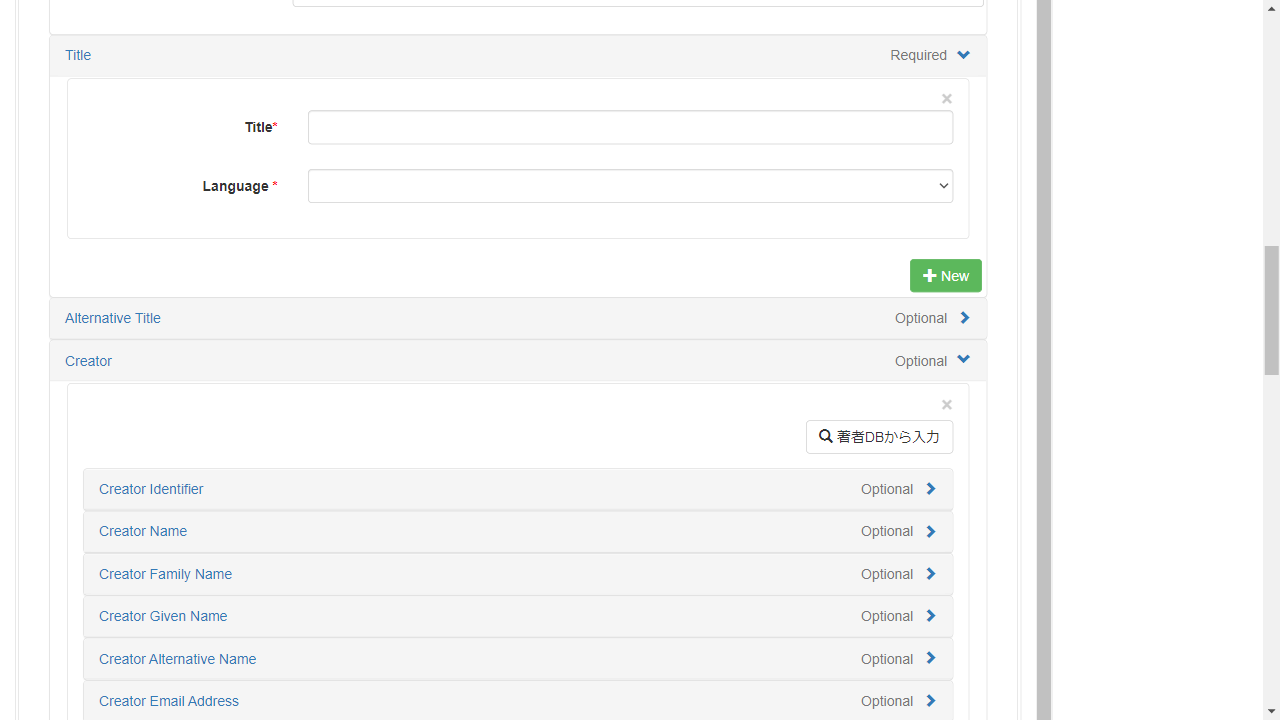 Title Required
×
Title*
Language *
New
Alternative Title Optional
Creator Optional
×
著者DBから入力
Creator Identifier Optional
Creator Name Optional
Creator Family Name Optional
Creator Given Name Optional
Creator Alternative Name Optional
Creator Email Address Optional